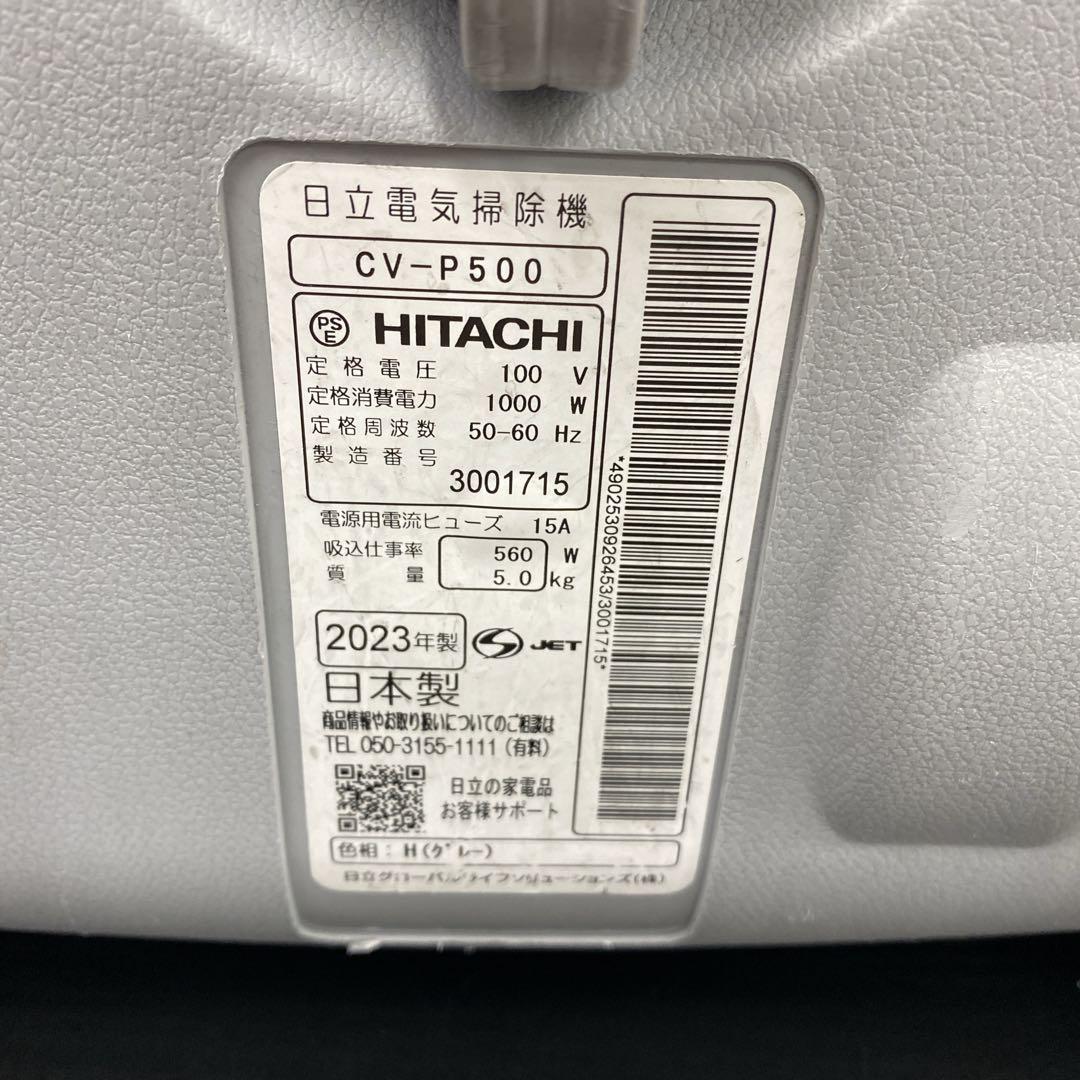 日立電気掃除機
CV-P500
PSE HITACHI
定格電圧 100 V
定格消費電力 1000 W
定格周波数 50-60 Hz
製造番号 3001715
電源用電流ヒューズ 15A
吸込仕事率 560 W
質量 5.0 kg
2023年製 S JET
日本製
商品情報やお取り扱いについてのご相談は
TEL 050-3155-1111(有料)
日立の家電品
お客様サポート
色相:H(グレー)
日立グローバルライフソリューションズ(株)
*4902530926453/3001715*